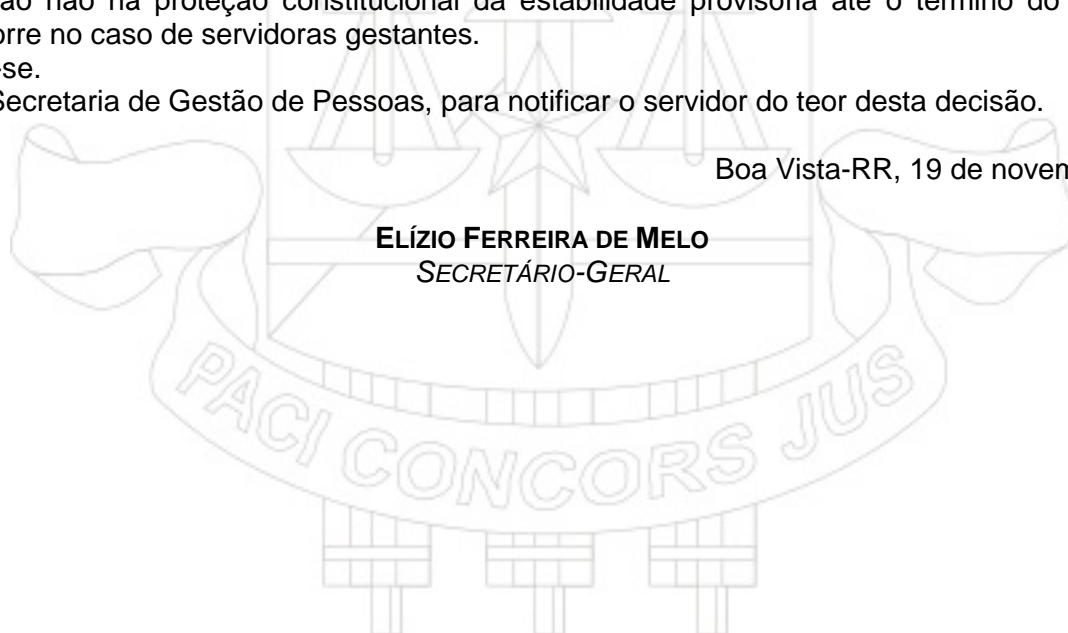 não há proteção constitucional da estabilidade provisória até o término do
orre no caso de servidoras gestantes.
-se.
Secretaria de Gestão de Pessoas, para notificar o servidor do teor desta decisão.
Boa Vista-RR, 19 de novem
ELÍZIO FERREIRA DE MELO
SECRETÁRIO-GERAL
PACI CONCORS JUS